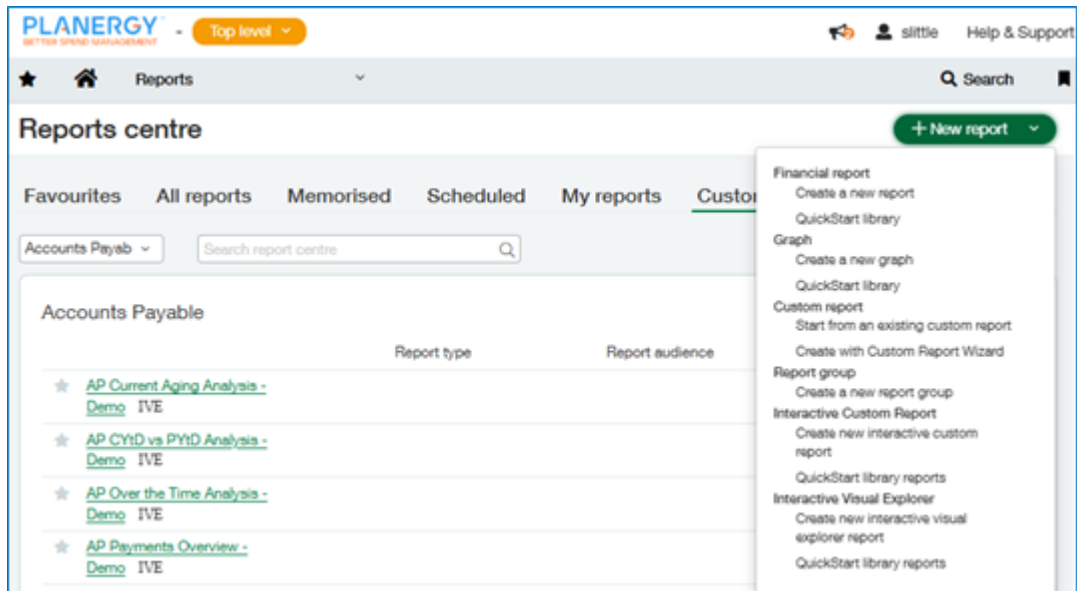 PLANERGY
BETTER SPEND MANAGEMENT
- Top level
slittle Help & Support
Reports
Search
Reports centre
+ New report
Favourites All reports Memorised Scheduled My reports Custo
Accounts Payab
Search report centre
Accounts Payable
Report type Report audience
AP Current Aging Analysis -
Demo IVE
AP CYtD vs PYtD Analysis -
Demo IVE
AP Over the Time Analysis -
Demo IVE
AP Payments Overview -
Demo IVE
Financial report
Create a new report
QuickStart library
Graph
Create a new graph
QuickStart library
Custom report
Start from an existing custom report
Create with Custom Report Wizard
Report group
Create a new report group
Interactive Custom Report
Create new interactive custom
report
QuickStart library reports
Interactive Visual Explorer
Create new interactive visual
explorer report
QuickStart library reports